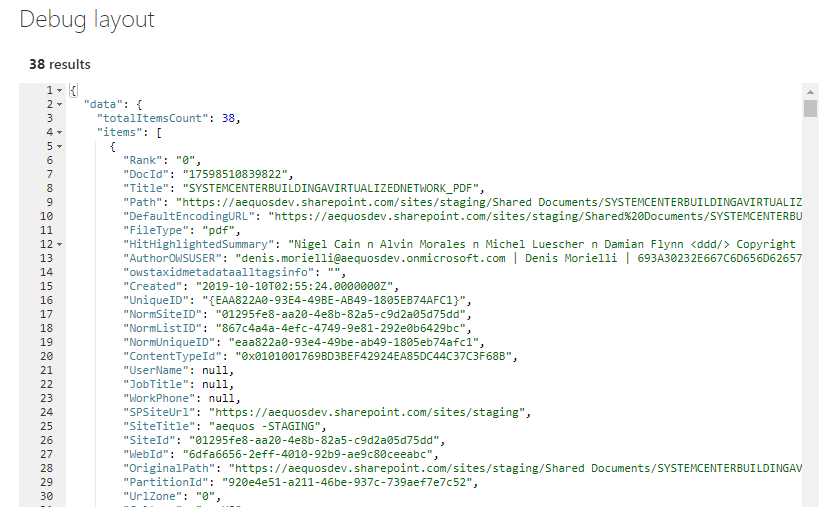 Debug layout
38 results
1 {
2 "data": {
3 "totalItemsCount": 38,
4 "items": [
5 {
6 "Rank": "0",
7 "DocId": "17598510839822",
8 "Title": "SYSTEMCENTERBUILDINGAVIRTUALIZEDNETWORK_PDF",
9 "Path": "https://aequosdev.sharepoint.com/sites/staging/Shared Documents/SYSTEMCENTERBUILDINGAVIRTUALIZ
10 "DefaultEncodingURL": "https://aequosdev.sharepoint.com/sites/staging/Shared%20Documents/SYSTEMCENTERBU
11 "FileType": "pdf",
12 "HitHighlightedSummary": "Nigel Cain n Alvin Morales n Michel Luescher n Damian Flynn <ddd/> Copyright
13 "AuthorOWSUSER": "denis.morielli@aequosdev.onmicrosoft.com | Denis Morielli | 693A30232E667C6D656D62657
14 "owstaxidmetadataalltagsinfo": "",
15 "Created": "2019-10-10T02:55:24.0000000Z",
16 "UniqueID": "{EAA822A0-93E4-49BE-AB49-1805EB74AFC1}",
17 "NormSiteID": "01295fe8-aa20-4e8b-82a5-c9d2a05d75dd",
18 "NormListID": "867c4a4a-4efc-4749-9e81-292e0b6429bc",
19 "NormUniqueID": "eaa822a0-93e4-49be-ab49-1805eb74afc1",
20 "ContentTypeId": "0x0101001769BD3BEF42924EA85DC44C37C3F68B",
21 "UserName": null,
22 "JobTitle": null,
23 "WorkPhone": null,
24 "SPSiteUrl": "https://aequosdev.sharepoint.com/sites/staging",
25 "SiteTitle": "aequos -STAGING",
26 "SiteId": "01295fe8-aa20-4e8b-82a5-c9d2a05d75dd",
27 "WebId": "6dfa6656-2eff-4010-92b9-ae9c80ceeabc",
28 "OriginalPath": "https://aequosdev.sharepoint.com/sites/staging/Shared Documents/SYSTEMCENTERBUILDINGAV
29 "PartitionId": "920e4e51-a211-46be-937c-739aef7e7c52",
30 "UrlZone": "0",